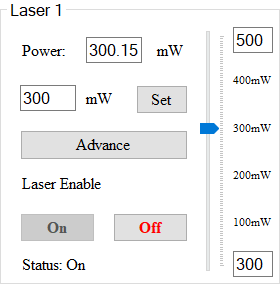 Laser 1
Power: 300.15 mW
300 mW Set
Advance
Laser Enable
On Off
Status: On
500
400mW
300mW
200mW
100mW
300